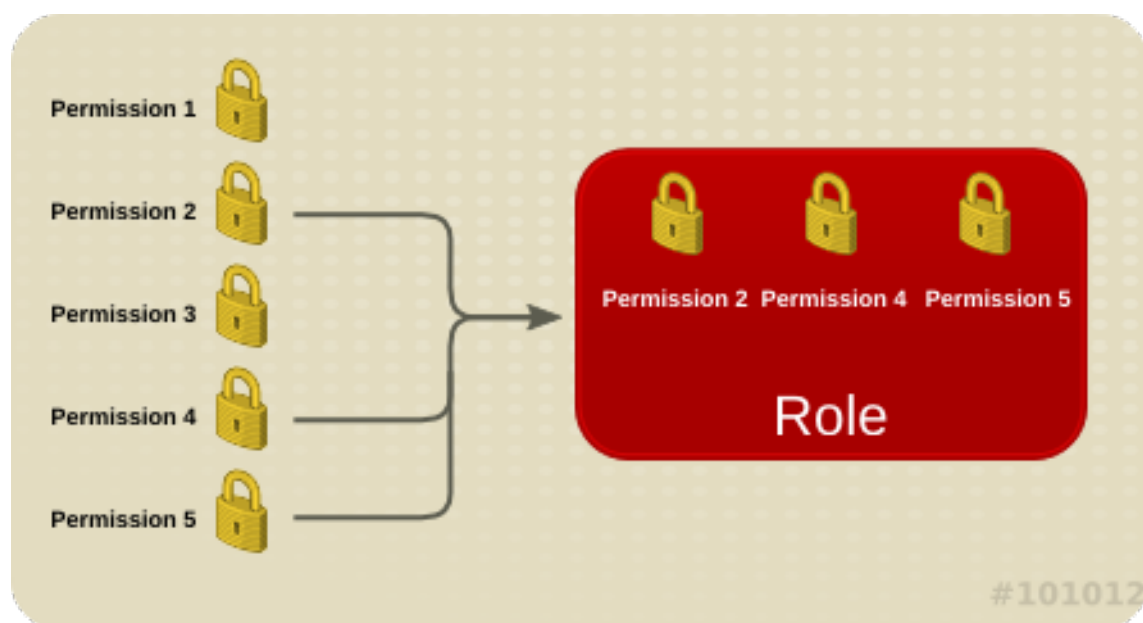 Permission 1
Permission 2
Permission 3
Permission 4
Permission 5
Permission 2 Permission 4 Permission 5
Role
#101012